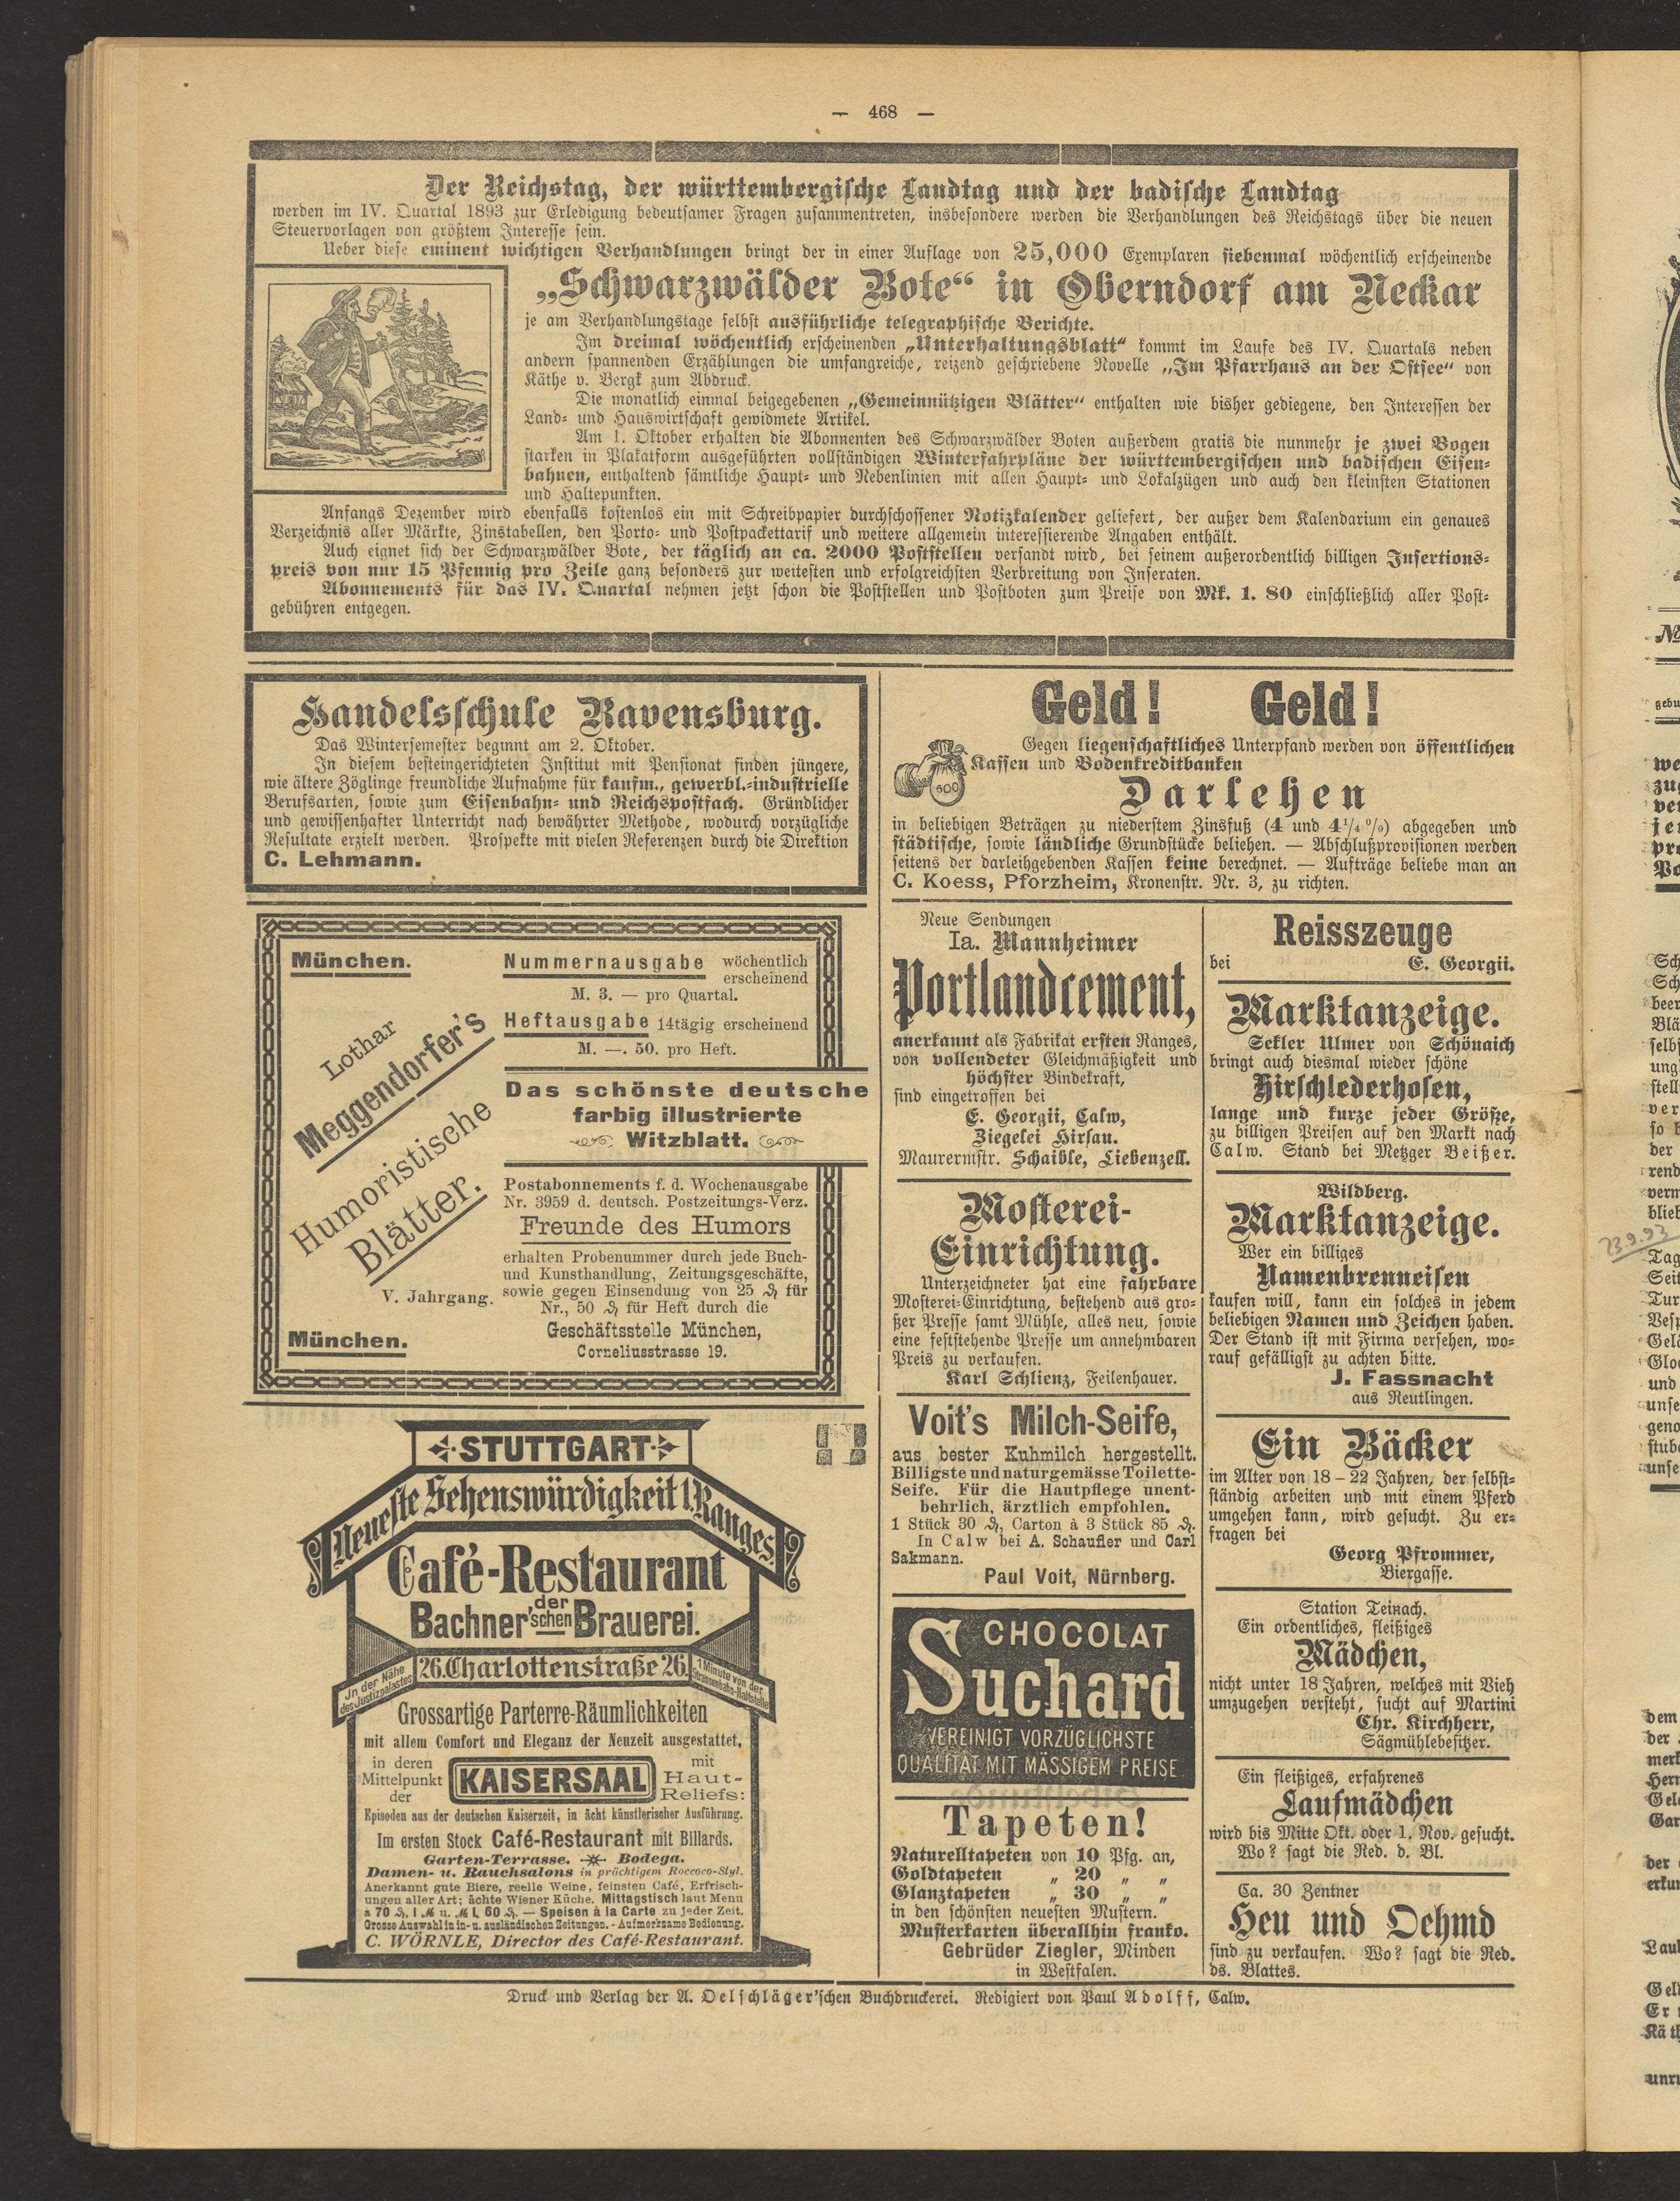 — 468 —
Der Reichstag, der württembergische Landtag und der badische Landtag
werden im IV. Quartal 1893 zur Erledigung bedeutsamer Fragen zusammentreten, insbesondere werden die Verhandlungen des Reichstags über die neuen
Steuervorlagen von größtem Interesse sein.
Ueber diese eminent wichtigen Verhandlungen bringt der in einer Auflage von 25,000 Exemplaren siebenmal wöchentlich erscheinende
„Schwarzwälder Bote“ in Oberndorf am Neckar
je am Verhandlungstage selbst ausführliche telegraphische Berichte.
Im dreimal wöchentlich erscheinenden „Unterhaltungsblatt“ kommt im Laufe des IV. Quartals neben
andern spannenden Erzählungen die umfangreiche, reizend geschriebene Novelle „Im Pfarrhaus an der Ostsee“ von
Käthe v. Bergk zum Abdruck.
Die monatlich einmal beigegebenen „Gemeinnützigen Blätter“ enthalten wie bisher gediegene, den Interessen der
Land- und Hauswirtschaft gewidmete Artikel.
Am 1. Oktober erhalten die Abonnenten des Schwarzwälder Boten außerdem gratis die nunmehr je zwei Bogen
starken in Plakatform ausgeführten vollständigen Winterfahrpläne der württembergischen und badischen Eisen-
bahnen, enthaltend sämtliche Haupt- und Nebenlinien mit allen Haupt- und Lokalzügen und auch den kleinsten Stationen
und Haltepunkten.
Anfangs Dezember wird ebenfalls kostenlos ein mit Schreibpapier durchschossener Notizkalender geliefert, der außer dem Kalendarium ein genaues
Verzeichnis aller Märkte, Zinstabellen, den Porto- und Postpackettarif und weitere allgemein interessierende Angaben enthält.
Auch eignet sich der Schwarzwälder Bote, der täglich an ca. 2000 Poststellen versandt wird, bei seinem außerordentlich billigen Insertions-
preis von nur 15 Pfennig pro Zeile ganz besonders zur weitesten und erfolgreichsten Verbreitung von Inseraten.
Abonnements für das IV. Quartal nehmen jetzt schon die Poststellen und Postboten zum Preise von Mk. 1. 80 einschließlich aller Post-
gebühren entgegen.
Handelsschule Ravensburg.
Das Wintersemester beginnt am 2. Oktober.
In diesem besteingerichteten Institut mit Pensionat finden jüngere,
wie ältere Zöglinge freundliche Aufnahme für kaufm., gewerbl.-industrielle
Berufsarten, sowie zum Eisenbahn- und Reichspostfach. Gründlicher
und gewissenhafter Unterricht nach bewährter Methode, wodurch vorzügliche
Resultate erzielt werden. Prospekte mit vielen Referenzen durch die Direktion
C. Lehmann.
München.
Lothar
Meggendorfer's
Humoristische
Blätter.
V. Jahrgang.
München.
Nummernausgabe wöchentlich
erscheinend
M. 3. — pro Quartal.
Heftausgabe 14tägig erscheinend
M. —. 50. pro Heft.
Das schönste deutsche
farbig illustrierte
Witzblatt.
Postabonnements f. d. Wochenausgabe
Nr. 3959 d. deutsch. Postzeitungs-Verz.
Freunde des Humors
erhalten Probenummer durch jede Buch-
und Kunsthandlung, Zeitungsgeschäfte,
sowie gegen Einsendung von 25 ₰ für
Nr., 50 ₰ für Heft durch die
Geschäftsstelle München,
Corneliusstrasse 19.
STUTTGART
Neueste Sehenswürdigkeit 1. Ranges.
Café-Restaurant
der
Bachner'schen Brauerei.
26. Charlottenstraße 26.
In der Nähe
des Justizpalastes
1 Minute von der
Strassenbahn-Haltstelle
Grossartige Parterre-Räumlichkeiten
mit allem Comfort und Eleganz der Neuzeit ausgestattet,
in deren
Mittelpunkt
der
KAISERSAAL
mit
Haut-
Reliefs:
Episoden aus der deutschen Kaiserzeit, in ächt künstlerischer Ausführung.
Im ersten Stock Café-Restaurant mit Billards.
Garten-Terrasse. Bodega.
Damen- u. Rauchsalons in prächtigem Roccoco-Styl.
Anerkannt gute Biere, reelle Weine, feinsten Café, Erfrisch-
ungen aller Art; ächte Wiener Küche. Mittagstisch laut Menu
à 70 ₰, 1 ℳ u. ℳ 1. 60 ₰. — Speisen à la Carte zu jeder Zeit.
Grosse Auswahl in in- u. ausländischen Zeitungen. - Aufmerksame Bedienung.
C. WÖRNLE, Director des Café-Restaurant.
Geld! Geld!
500
Gegen liegenschaftliches Unterpfand werden von öffentlichen
Kassen und Bodenkreditbanken
Darlehen
in beliebigen Beträgen zu niederstem Zinsfuß (4 und 4¼%) abgegeben und
städtische, sowie ländliche Grundstücke beliehen. — Abschlußprovisionen werden
seitens der darleihgebenden Kassen keine berechnet. — Aufträge beliebe man an
C. Koess, Pforzheim, Kronenstr. Nr. 3, zu richten.
Neue Sendungen
Ia. Mannheimer
Portlandcement,
anerkannt als Fabrikat ersten Ranges,
von vollendeter Gleichmäßigkeit und
höchster Bindekraft,
sind eingetroffen bei
E. Georgii, Calw,
Ziegelei Hirsau.
Maurermstr. Schaible, Liebenzell.
Mosterei-
Einrichtung.
Unterzeichneter hat eine fahrbare
Mosterei-Einrichtung, bestehend aus gro-
ßer Presse samt Mühle, alles neu, sowie
eine feststehende Presse um annehmbaren
Preis zu verkaufen.
Karl Schlienz, Feilenhauer.
Voit's Milch-Seife,
aus bester Kuhmilch hergestellt.
Billigste und naturgemässe Toilette-
Seife. Für die Hautpflege unent-
behrlich, ärztlich empfohlen.
1 Stück 30 ₰, Carton à 3 Stück 85 ₰.
In Calw bei A. Schaufler und Carl
Sakmann.
Paul Voit, Nürnberg.
CHOCOLAT
Suchard
VEREINIGT VORZÜGLICHSTE
QUALITÄT MIT MÄSSIGEM PREISE
Tapeten!
Naturelltapeten von 10 Pfg. an,
Goldtapeten „ 20 „ „
Glanztapeten „ 30 „ „
in den schönsten neuesten Mustern.
Musterkarten überallhin franko.
Gebrüder Ziegler, Minden
in Westfalen.
Reisszeuge
bei E. Georgii.
Marktanzeige.
Sekler Ulmer von Schönaich
bringt auch diesmal wieder schöne
Hirschlederhosen,
lange und kurze jeder Größe,
zu billigen Preisen auf den Markt nach
Calw. Stand bei Metzger Beißer.
Wildberg.
Marktanzeige.
Wer ein billiges
Namenbrenneisen
kaufen will, kann ein solches in jedem
beliebigen Namen und Zeichen haben.
Der Stand ist mit Firma versehen, wo-
rauf gefälligst zu achten bitte.
J. Fassnacht
aus Reutlingen.
Ein Bäcker
im Alter von 18–22 Jahren, der selbst-
ständig arbeiten und mit einem Pferd
umgehen kann, wird gesucht. Zu er-
fragen bei
Georg Pfrommer,
Biergasse.
Station Teinach.
Ein ordentliches, fleißiges
Mädchen,
nicht unter 18 Jahren, welches mit Vieh
umzugehen versteht, sucht auf Martini
Chr. Kirchherr,
Sägmühlebesitzer.
Ein fleißiges, erfahrenes
Laufmädchen
wird bis Mitte Okt. oder 1. Nov. gesucht.
Wo? sagt die Red. d. Bl.
Ca. 30 Zentner
Heu und Oehmd
sind zu verkaufen. Wo? sagt die Red.
ds. Blattes.
Druck und Verlag der A. Oelschläger'schen Buchdruckerei. Redigiert von Paul Adolff, Calw.
23.9.93